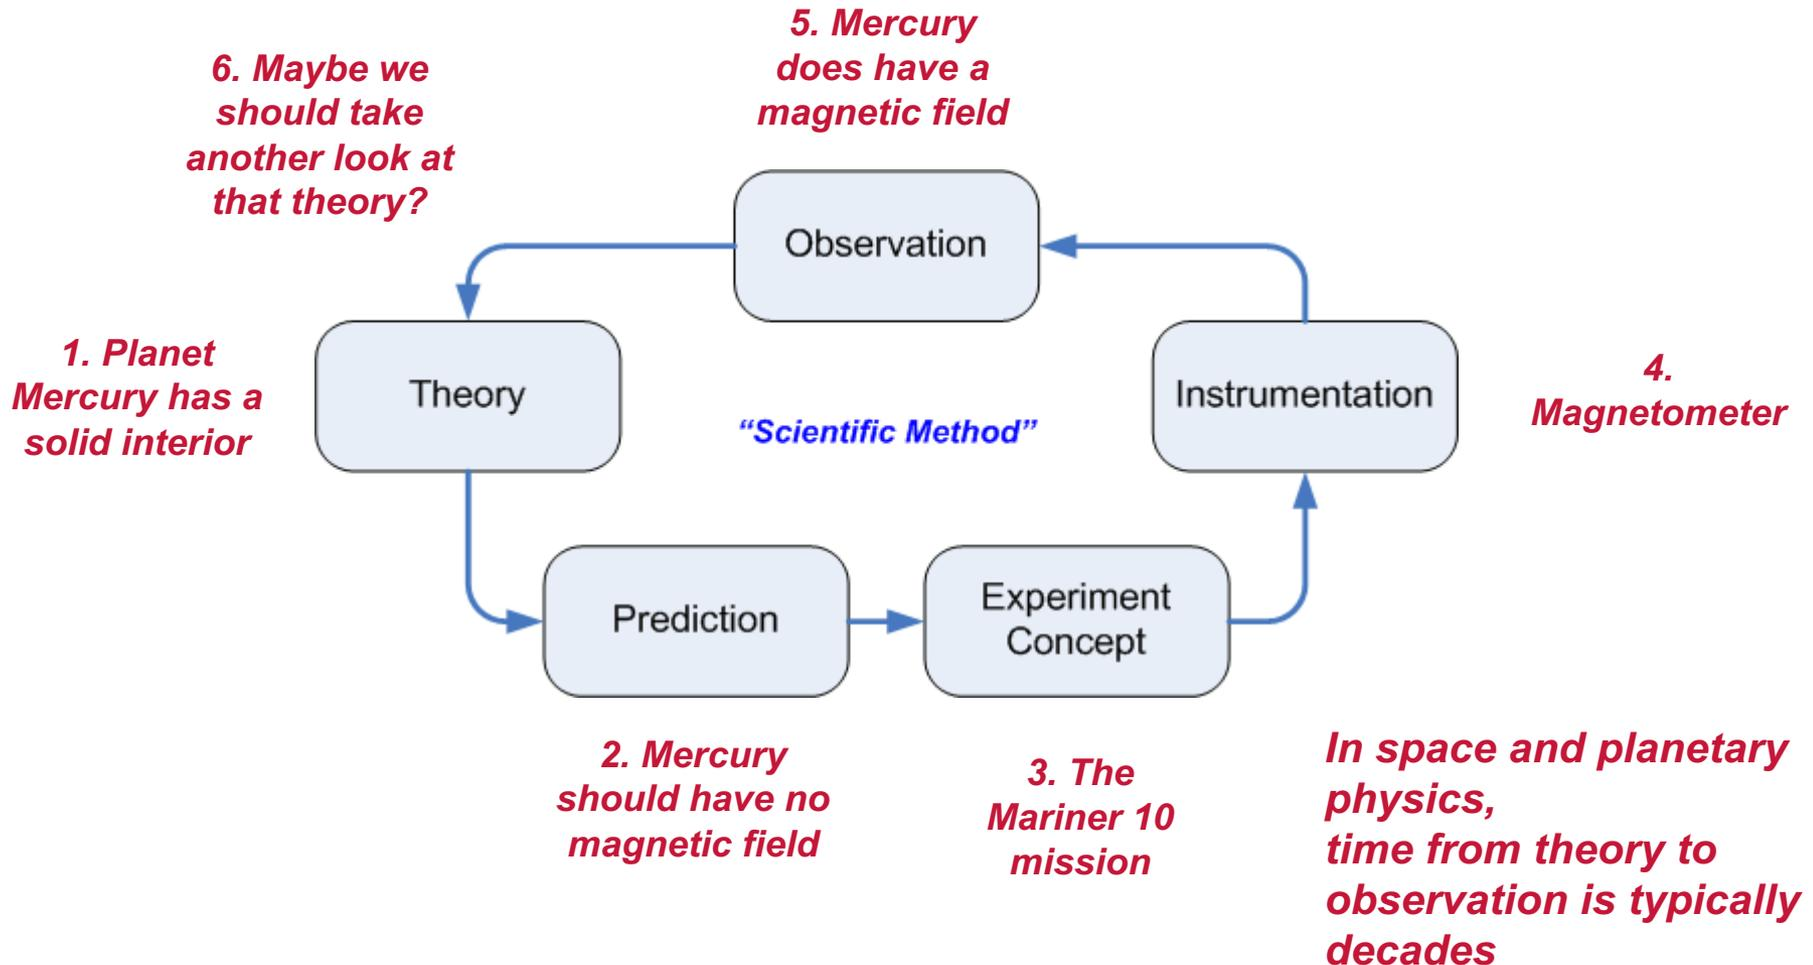 5. Mercury
does have a
magnetic field
6. Maybe we
should take
another look at
that theory?
Observation
1. Planet
Mercury has a
solid interior
Theory
“Scientific Method”
Instrumentation
4.
Magnetometer
Prediction
Experiment
Concept
2. Mercury
should have no
magnetic field
3. The
Mariner 10
mission
In space and planetary
physics,
time from theory to
observation is typically
decades